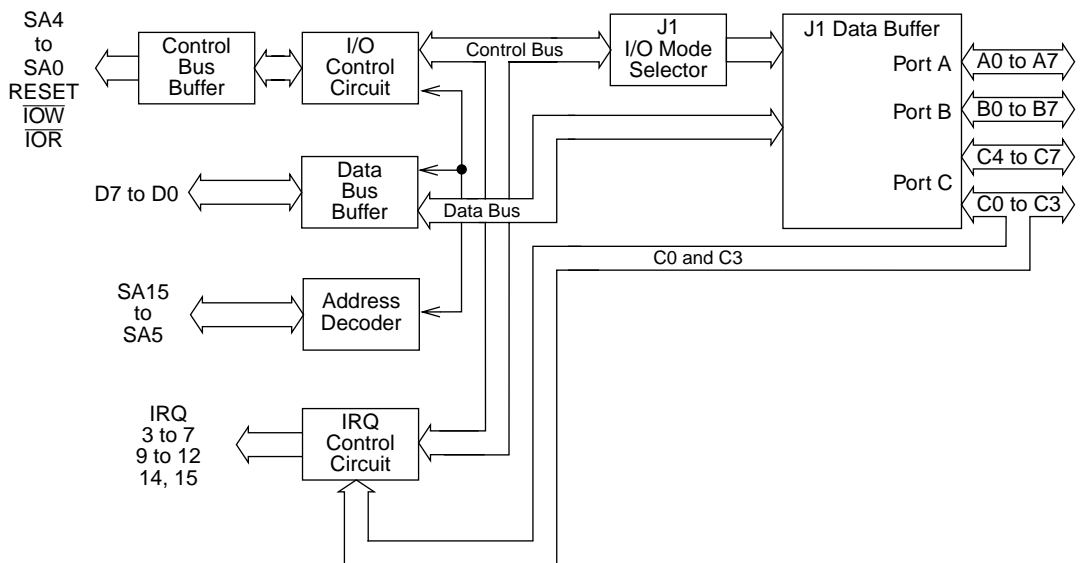 SA4
to
SA0
RESET
IOW
IOR
Control
Bus
Buffer
I/O
Control
Circuit
Control Bus
J1
I/O Mode
Selector
J1 Data Buffer
Port A
A0 to A7
Port B
B0 to B7
C4 to C7
Port C
C0 to C3
D7 to D0
Data
Bus
Buffer
Data Bus
C0 and C3
SA15
to
SA5
Address
Decoder
IRQ
3 to 7
9 to 12
14, 15
IRQ
Control
Circuit